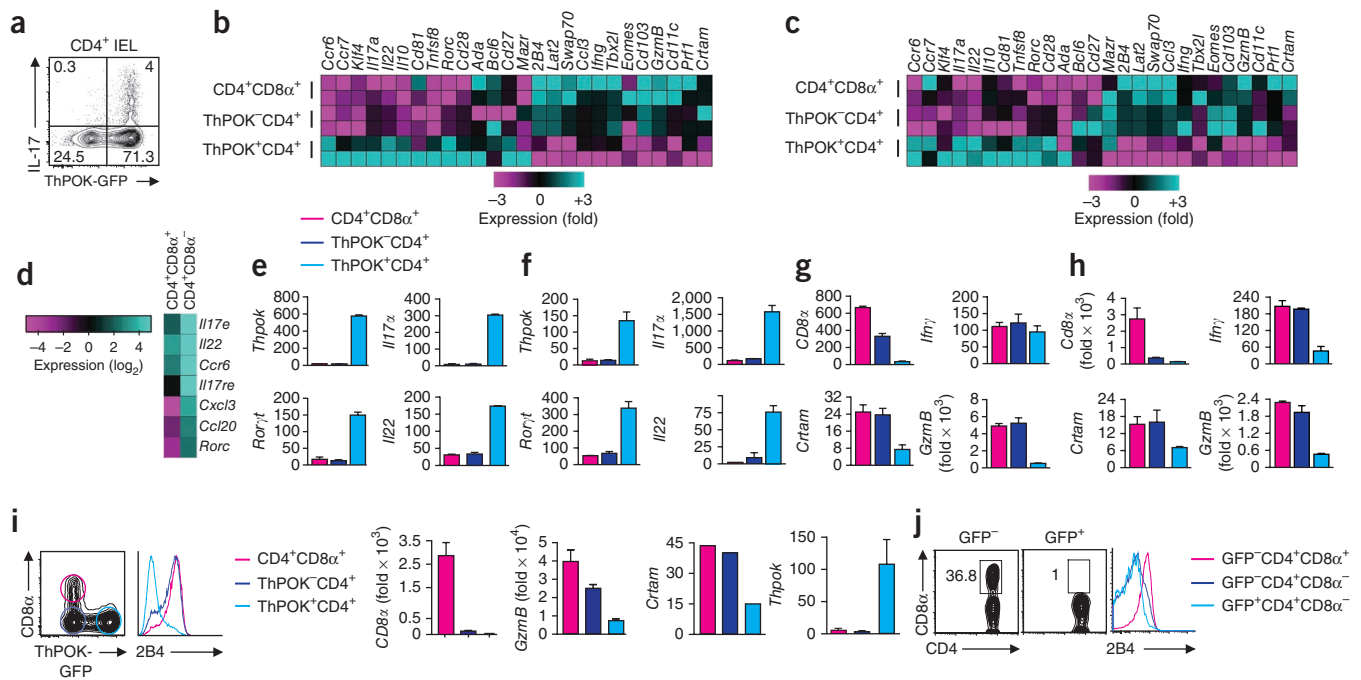 a
CD4+ IEL
0.3
4
24.5
71.3
IL-17
ThPOK-GFP
b
Ccr6 Ccr7 Klf4 Il17a Il22 Il10 Cd81 Tnfsf8 Rorc Cd28 Ada Bcl6 Cd27 Mazr 2B4 Lat2 Swap70 Ccl3 Ifng Tbx2l Eomes Cd103 GzmB Cd11c Prf1 Crtam
CD4+CD8α+
ThPOK−CD4+
ThPOK+CD4+
−3 0 +3
Expression (fold)
c
Ccr6 Ccr7 Klf4 Il17a Il22 Il10 Cd81 Tnfsf8 Rorc Cd28 Ada Bcl6 Cd27 Mazr 2B4 Lat2 Swap70 Ccl3 Ifng Tbx2l Eomes Cd103 GzmB Cd11c Prf1 Crtam
CD4+CD8α+
ThPOK−CD4+
ThPOK+CD4+
−3 0 +3
Expression (fold)
CD4+CD8α+
ThPOK−CD4+
ThPOK+CD4+
d
−4 −2 0 2 4
Expression (log2)
CD4+CD8α+
CD4+CD8α−
Il17e
Il22
Ccr6
Il17re
Cxcl3
Ccl20
Rorc
e
Thpok
800
600
400
200
0
Il17α
400
300
200
100
0
Rorγt
200
150
100
50
0
Il22
200
150
100
50
0
f
Thpok
200
150
100
50
0
Il17α
2,000
1,500
1,000
500
0
Rorγt
400
300
200
100
0
Il22
75
50
25
0
g
CD8α
800
600
400
200
0
Ifnγ
200
150
100
50
0
Crtam
32
24
16
8
0
GzmB
(fold × 10³)
8
6
4
2
0
h
Cd8α
(fold × 10³)
4
3
2
1
0
Ifnγ
240
180
120
60
0
Crtam
24
18
12
6
0
GzmB
(fold × 10³)
2.4
1.8
1.2
0.6
0
i
CD8α
ThPOK-
GFP
2B4
CD4+CD8α+
ThPOK−CD4+
ThPOK+CD4+
CD8α (fold × 10³)
3.5
2.5
1.5
0.5
0
GzmB (fold × 10⁴)
5
4
3
2
1
0
Crtam
45
30
15
0
Thpok
150
100
50
0
j
GFP−
GFP+
36.8
1
CD8α
CD4
2B4
GFP−CD4+CD8α+
GFP−CD4+CD8α−
GFP+CD4+CD8α−